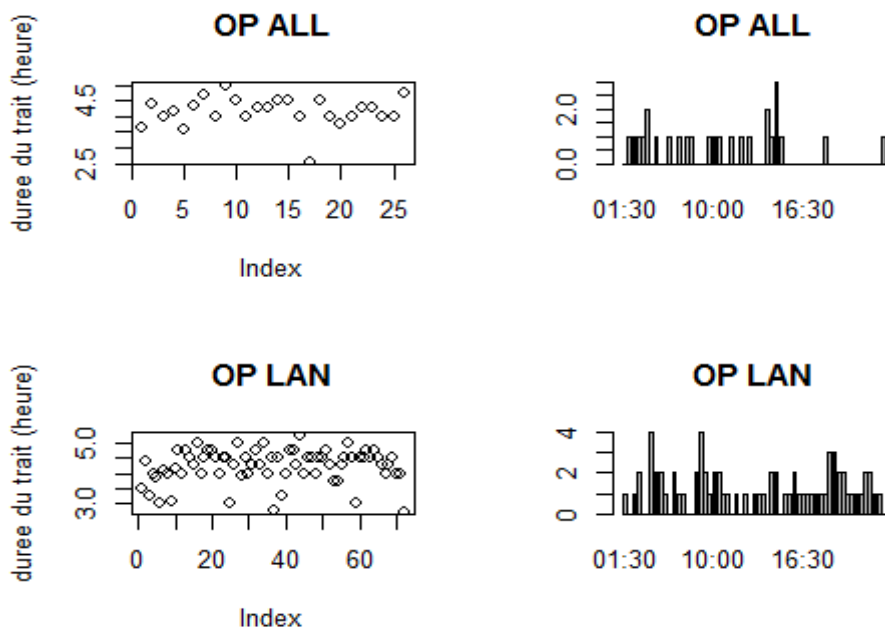 OP ALL
duree du trait (heure)
2.5 4.5
0 5 10 15 20 25
Index
OP ALL
0.0 2.0
01:30 10:00 16:30
OP LAN
duree du trait (heure)
3.0 5.0
0 20 40 60
Index
OP LAN
0 2 4
01:30 10:00 16:30